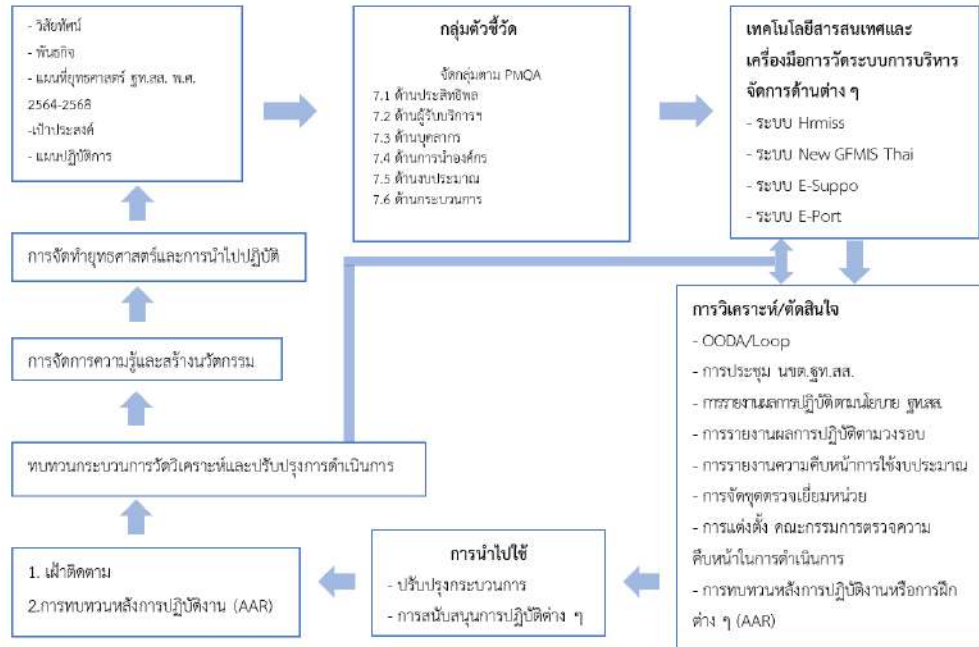 - วิสัยทัศน์
- พันธกิจ
- แผนที่ยุทธศาสตร์ ฐท.สส. พ.ศ.
2564-2568
-เป้าประสงค์
- แผนปฏิบัติการ
กลุ่มตัวชี้วัด
จัดกลุ่มตาม PMQA
7.1 ด้านประสิทธิพล
7.2 ด้านผู้รับบริการฯ
7.3 ด้านบุคลากร
7.4 ด้านการนำองค์กร
7.5 ด้านงบประมาณ
7.6 ด้านกระบวนการ
เทคโนโลยีสารสนเทศและ
เครื่องมือการวัดระบบการบริหาร
จัดการด้านต่าง ๆ
- ระบบ Hrmiss
- ระบบ New GFMIS Thai
- ระบบ E-Suppo
- ระบบ E-Port
การวิเคราะห์/ตัดสินใจ
- OODA/Loop
- การประชุม นขต.ฐท.สส.
- การรายงานผลการปฏิบัติตามนโยบาย ฐท.สส.
- การรายงานผลการปฏิบัติตามวงรอบ
- การรายงานความคืบหน้าการใช้งบประมาณ
- การจัดชุดตรวจเยี่ยมหน่วย
- การแต่งตั้ง คณะกรรมการตรวจความ
คืบหน้าในการดำเนินการ
- การทบทวนหลังการปฏิบัติงานหรือการฝึก
ต่าง ๆ (AAR)
การนำไปใช้
- ปรับปรุงกระบวนการ
- การสนับสนุนการปฏิบัติต่าง ๆ
1. เฝ้าติดตาม
2.การทบทวนหลังการปฏิบัติงาน (AAR)
ทบทวนกระบวนการวัดวิเคราะห์และปรับปรุงการดำเนินการ
การจัดการความรู้และสร้างนวัตกรรม
การจัดทำยุทธศาสตร์และการนำไปปฏิบัติ